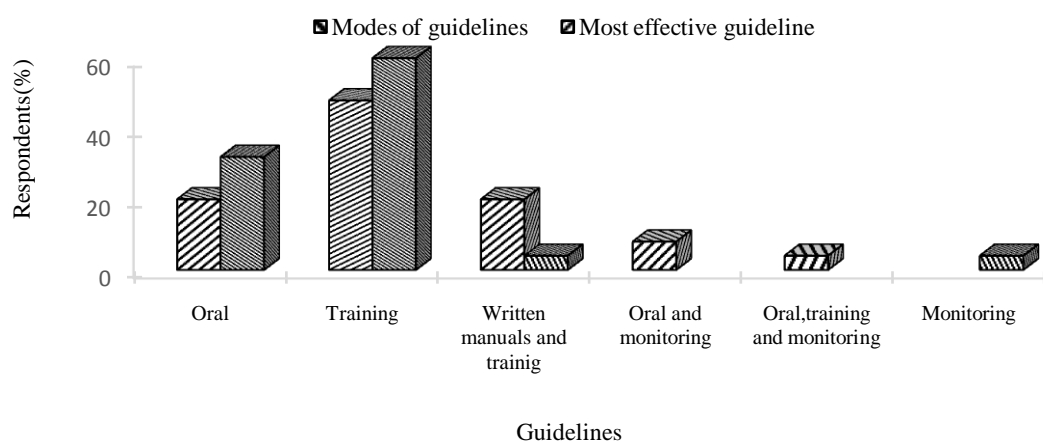 Modes of guidelines Most effective guideline
Respondents(%)
60
40
20
0
Oral
Training
Written
manuals and
trainig
Oral and
monitoring
Oral,training
and monitoring
Monitoring
Guidelines